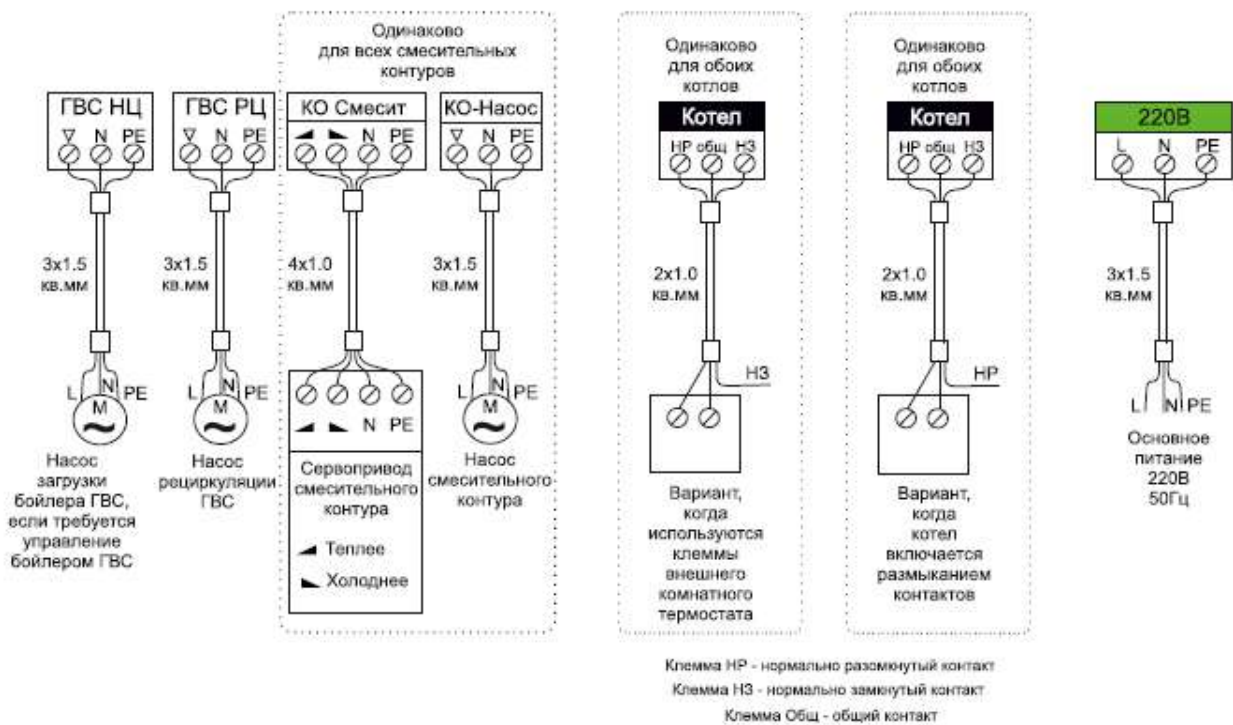 Одинаково
для всех смесительных
контуров
Одинаково
для обоих
котлов
Одинаково
для обоих
котлов
ГВС НЦ
▽ N PE
ГВС РЦ
▽ N PE
КО Смесит
N PE
КО-Насос
▽ N PE
Котел
НР общ НЗ
Котел
НР общ НЗ
220В
L N PE
3x1.5
кв.мм
3x1.5
кв.мм
4x1.0
кв.мм
3x1.5
кв.мм
2x1.0
кв.мм
2x1.0
кв.мм
3x1.5
кв.мм
L N PE
M
L N PE
M
N PE
L N PE
M
НЗ
НР
L N PE
Насос
загрузки
бойлера ГВС,
если требуется
управление
бойлером ГВС
Насос
рециркуляции
ГВС
Сервопривод
смесительного
контура
Теплее
Холоднее
Насос
смесительного
контура
Вариант,
когда
используются
клеммы
внешнего
комнатного
термостата
Вариант,
когда
котел
включается
размыканием
контактов
Основное
питание
220В
50Гц
Клемма НР - нормально разомкнутый контакт
Клемма НЗ - нормально замкнутый контакт
Клемма Общ - общий контакт